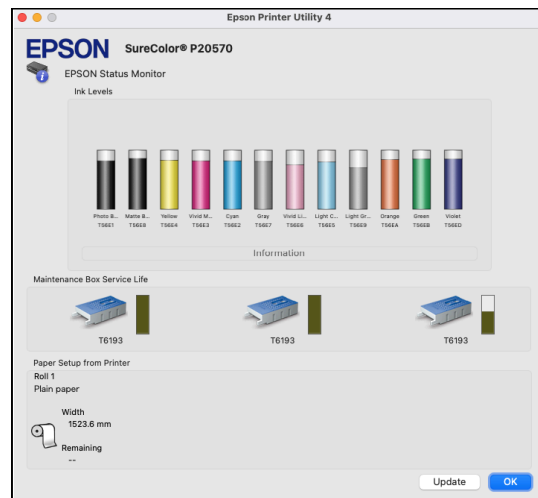 Epson Printer Utility 4
EPSON SureColor® P20570
EPSON Status Monitor
Ink Levels
Photo B... Matte B... Yellow Vivid M... Cyan Gray Vivid Li... Light C... Light Gr... Orange Green Violet
T56E1 T56E8 T56E4 T56E3 T56E2 T56E7 T56E6 T56E5 T56E9 T56EA T56EB T56ED
Information
Maintenance Box Service Life
T6193 T6193 T6193
Paper Setup from Printer
Roll 1
Plain paper
Width
1523.6 mm
Remaining
--
Update OK